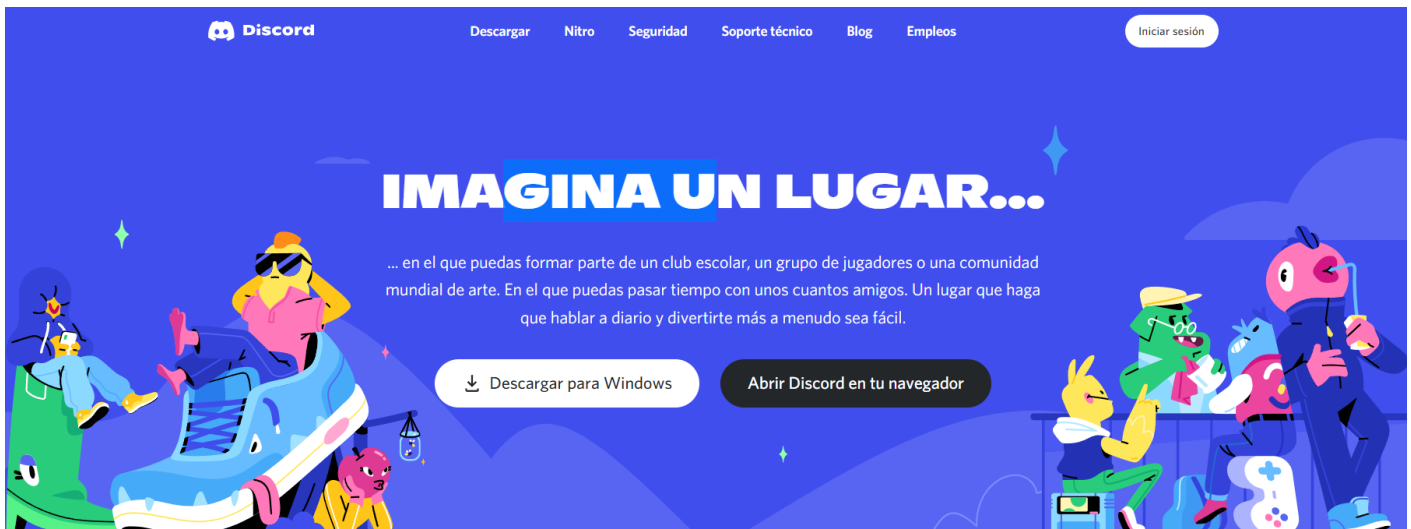 Discord
Descargar Nitro Seguridad Soporte técnico Blog Empleos
Iniciar sesión
IMAGINA UN LUGAR...
... en el que puedas formar parte de un club escolar, un grupo de jugadores o una comunidad
mundial de arte. En el que puedas pasar tiempo con unos cuantos amigos. Un lugar que haga
que hablar a diario y divertirte más a menudo sea fácil.
Descargar para Windows
Abrir Discord en tu navegador